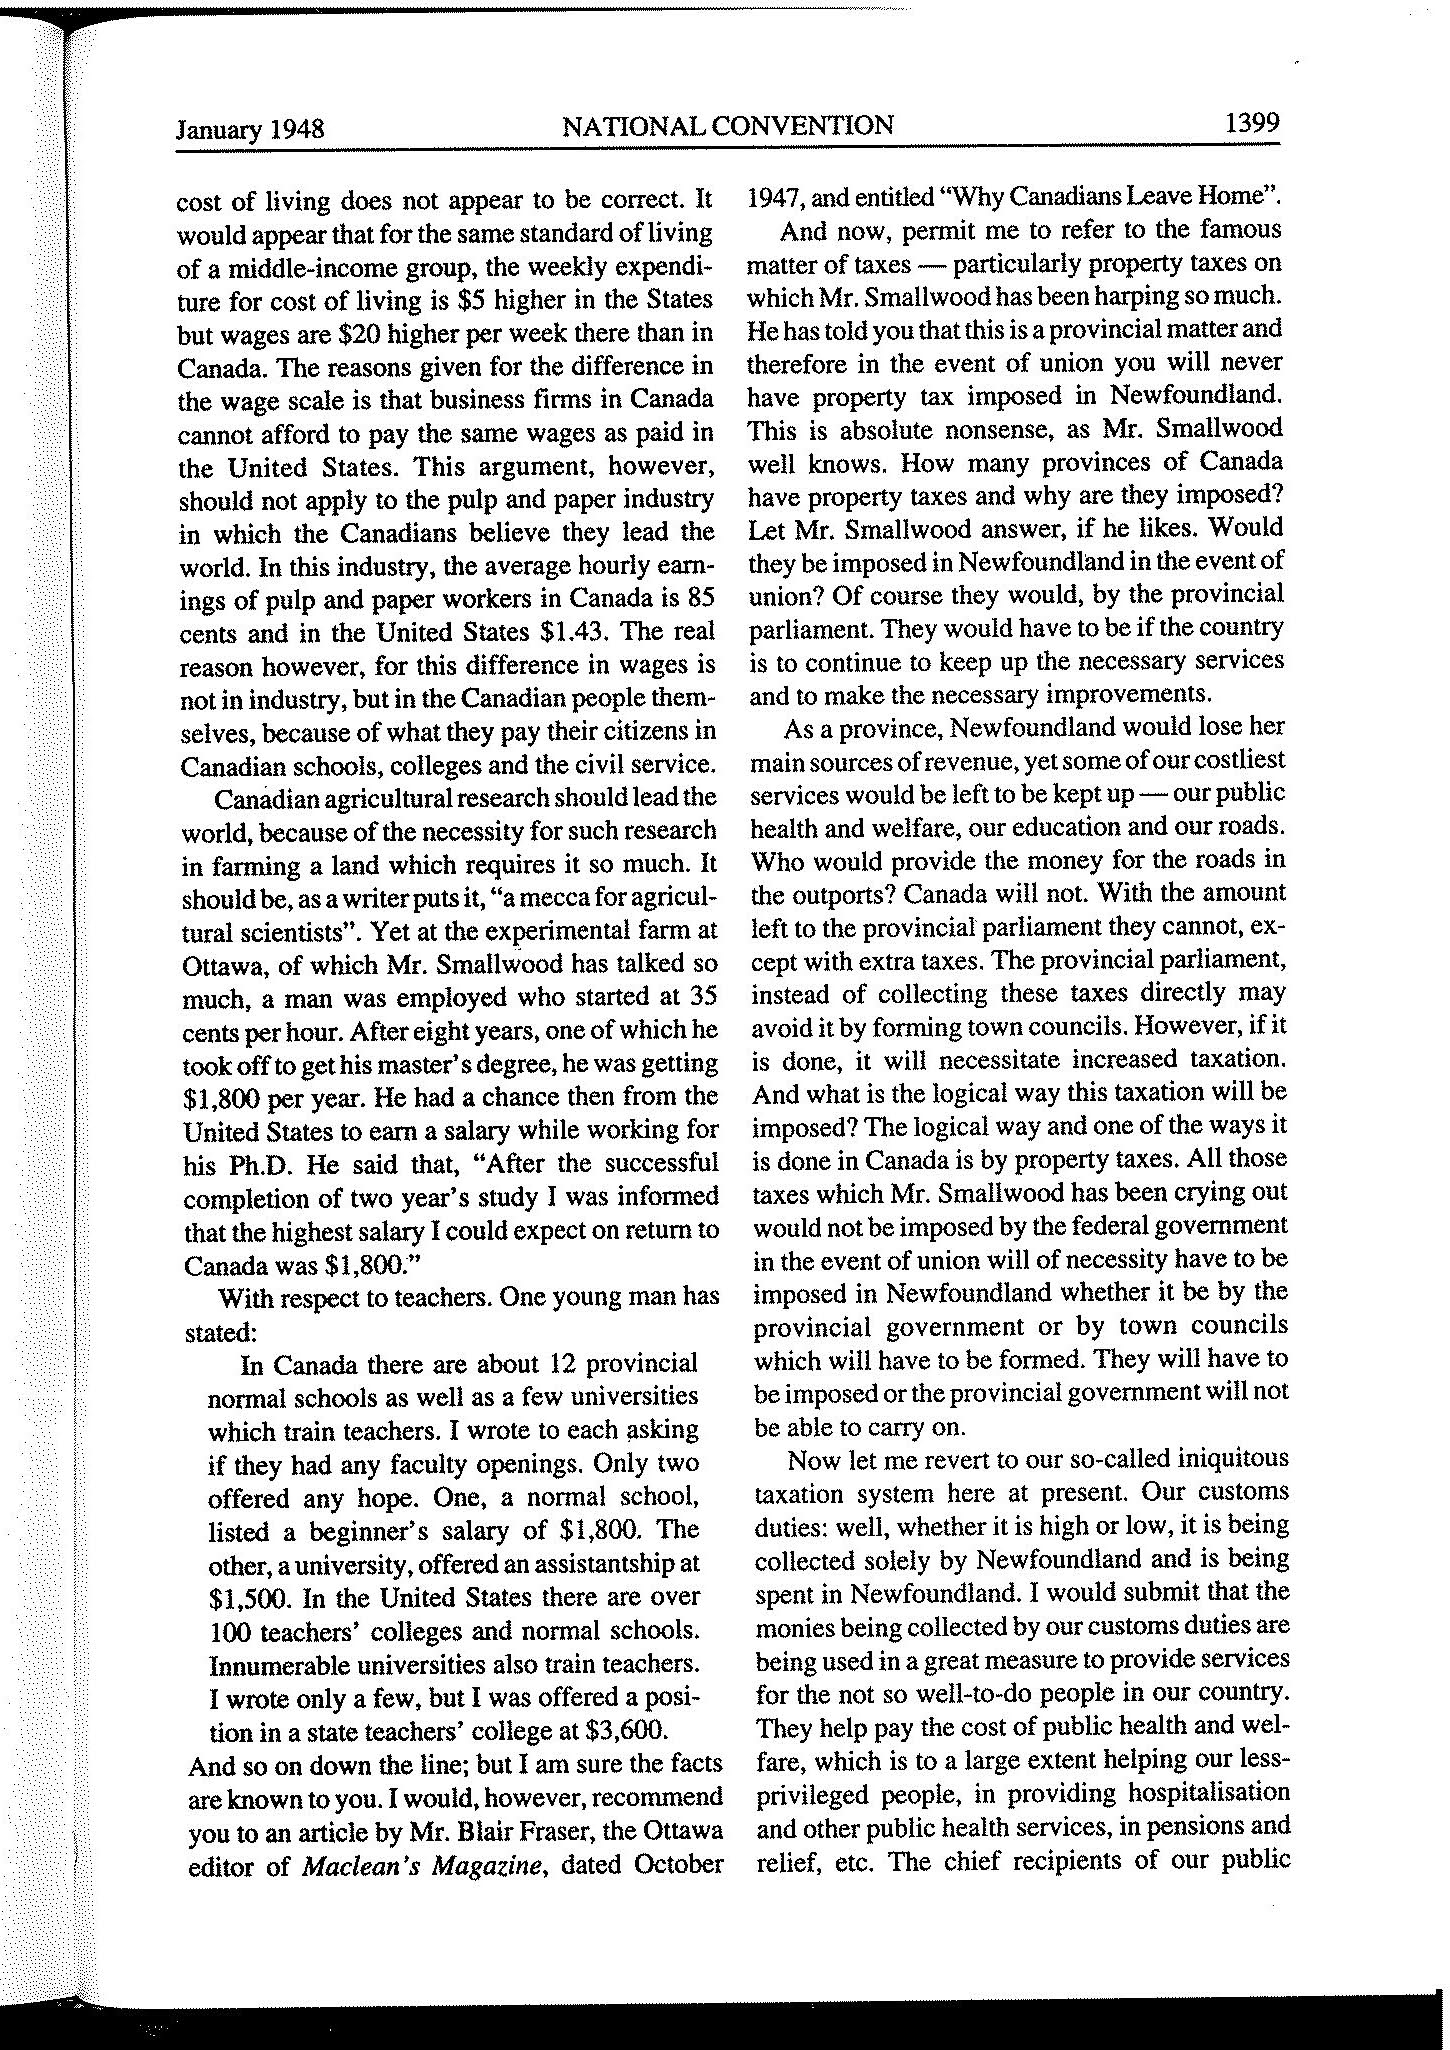 January 1948
NATIONAL CONVENTION
1399
cost of living does not appear to be correct. It
would appear that for the same standard of living
of a middle-income group, the weekly expendi-
ture for cost of living is $5 higher in the States
but wages are $20 higher per week there than in
Canada. The reasons given for the difference in
the wage scale is that business firms in Canada
cannot afford to pay the same wages as paid in
the United States. This argument, however,
should not apply to the pulp and paper industry
in which the Canadians believe they lead the
world. In this industry, the average hourly earn-
ings of pulp and paper workers in Canada is 85
cents and in the United States $1.43. The real
reason however, for this difference in wages is
not in industry, but in the Canadian people them-
selves, because of what they pay their citizens in
Canadian schools, colleges and the civil service.
Canadian agricultural research should lead the
world, because of the necessity for such research
in farming a land which requires it so much. It
should be, as a writer puts it, “a mecca for agricul-
tural scientists”. Yet at the experimental farm at
Ottawa, of which Mr. Smallwood has talked so
much, a man was employed who started at 35
cents per hour. After eight years, one of which he
took off to get his master's degree, he was getting
$1,800 per year. He had a chance then from the
United States to earn a salary while working for
his Ph.D. He said that, “After the successful
completion of two year's study I was informed
that the highest salary I could expect on return to
Canada was $1,800.”
With respect to teachers. One young man has
stated:
In Canada there are about 12 provincial
normal schools as well as a few universities
which train teachers. I wrote to each asking
if they had any faculty openings. Only two
offered any hope. One, a normal school,
listed a beginner's salary of $1,800. The
other, a university, offered an assistantship at
$1,500. In the United States there are over
100 teachers' colleges and normal schools.
Innumerable universities also train teachers.
I wrote only a few, but I was offered a posi-
tion in a state teachers' college at $3,600.
And so on down the line; but I am sure the facts
are known to you. I would, however, recommend
you to an article by Mr. Blair Fraser, the Ottawa
editor of Maclean's Magazine, dated October
1947, and entitled “Why Canadians Leave Home”.
And now, permit me to refer to the famous
matter of taxes — particularly property taxes on
which Mr. Smallwood has been harping so much.
He has told you that this is a provincial matter and
therefore in the event of union you will never
have property tax imposed in Newfoundland.
This is absolute nonsense, as Mr. Smallwood
well knows. How many provinces of Canada
have property taxes and why are they imposed?
Let Mr. Smallwood answer, if he likes. Would
they be imposed in Newfoundland in the event of
union? Of course they would, by the provincial
parliament. They would have to be if the country
is to continue to keep up the necessary services
and to make the necessary improvements.
As a province, Newfoundland would lose her
main sources of revenue, yet some of our costliest
services would be left to be kept up — our public
health and welfare, our education and our roads.
Who would provide the money for the roads in
the outports? Canada will not. With the amount
left to the provincial parliament they cannot, ex-
cept with extra taxes. The provincial parliament,
instead of collecting these taxes directly may
avoid it by forming town councils. However, if it
is done, it will necessitate increased taxation.
And what is the logical way this taxation will be
imposed? The logical way and one of the ways it
is done in Canada is by property taxes. All those
taxes which Mr. Smallwood has been crying out
would not be imposed by the federal government
in the event of union will of necessity have to be
imposed in Newfoundland whether it be by the
provincial government or by town councils
which will have to be formed. They will have to
be imposed or the provincial government will not
be able to carry on.
Now let me revert to our so-called iniquitous
taxation system here at present. Our customs
duties: well, whether it is high or low, it is being
collected solely by Newfoundland and is being
spent in Newfoundland. I would submit that the
monies being collected by our customs duties are
being used in a great measure to provide services
for the not so well-to-do people in our country.
They help pay the cost of public health and wel-
fare, which is to a large extent helping our less-
privileged people, in providing hospitalisation
and other public health services, in pensions and
relief, etc. The chief recipients of our public